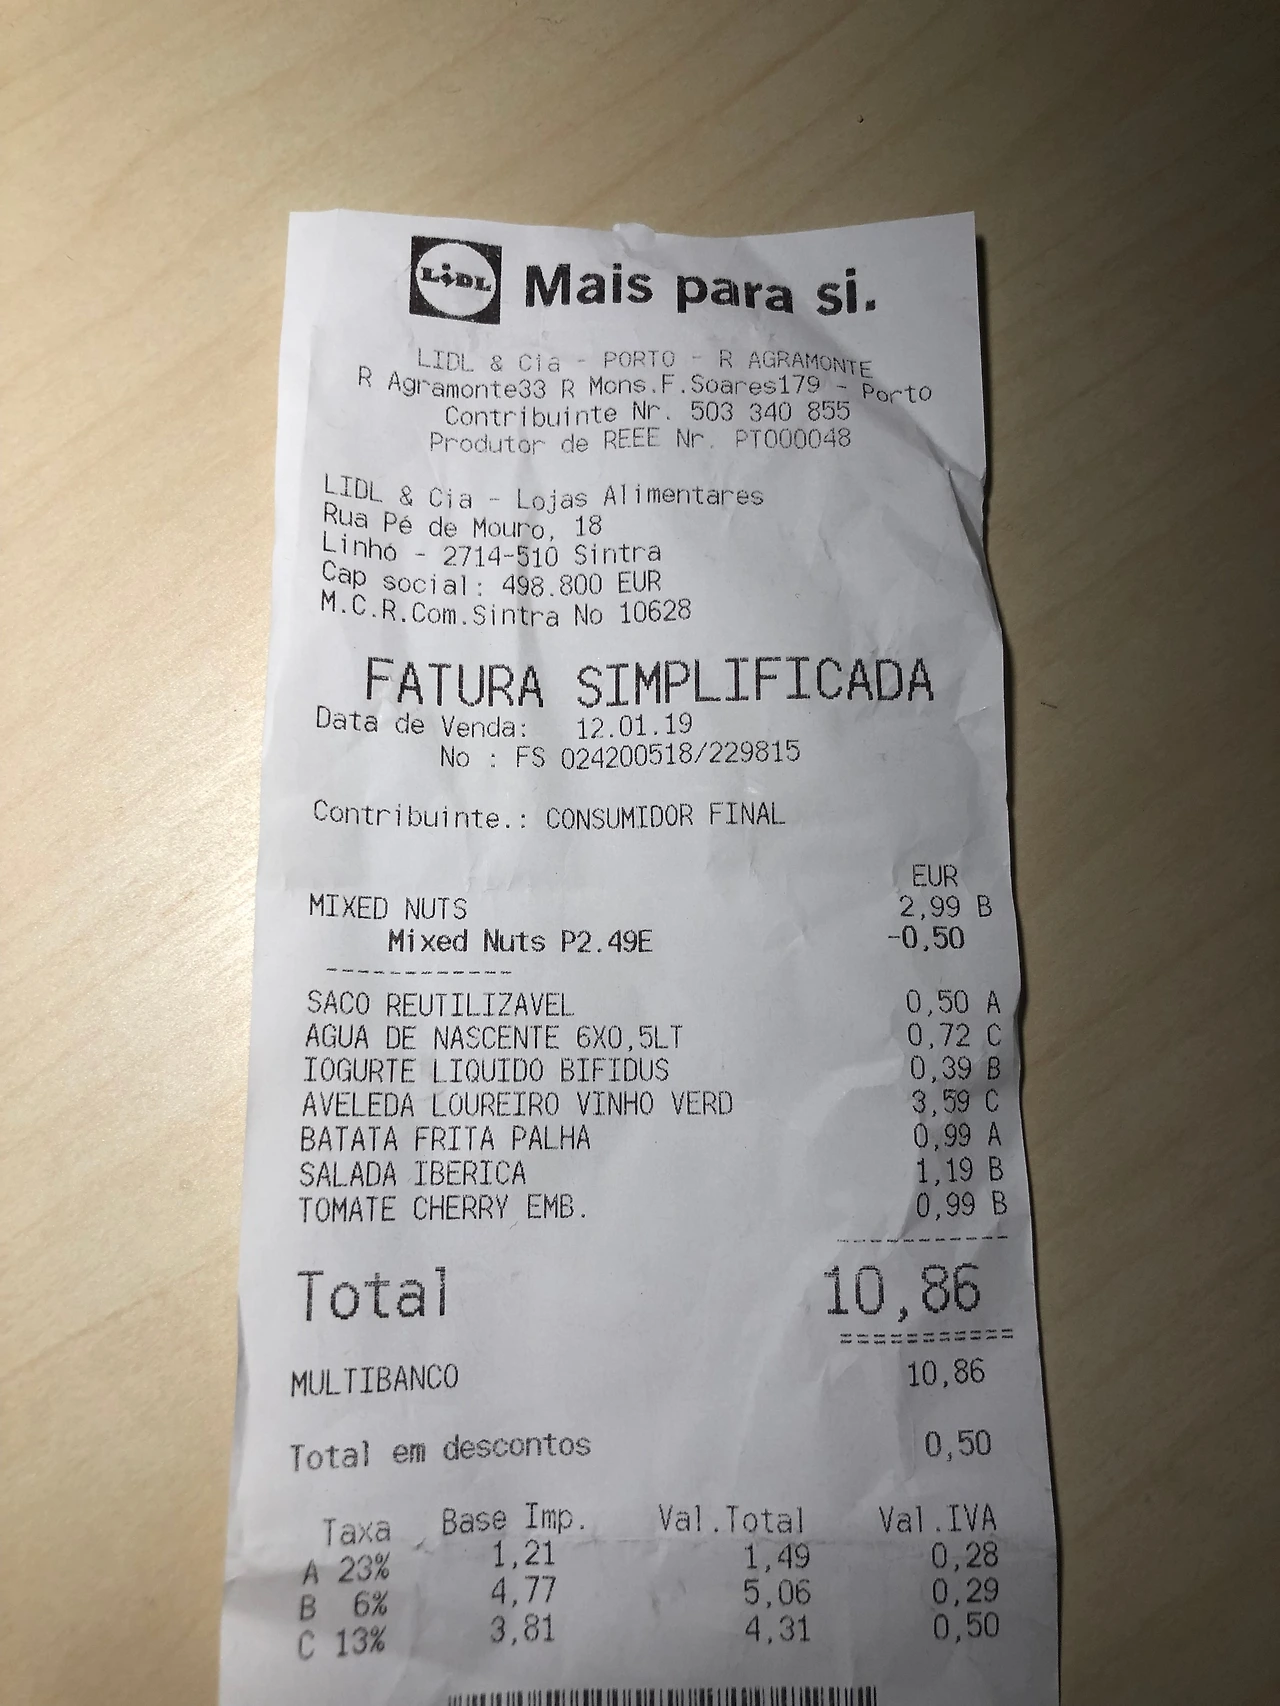 LIDL Mais para si.
LIDL & Cia - PORTO - R AGRAMONTE
R Agramonte33 R Mons.F.Soares179 - Porto
Contribuinte Nr. 503 340 855
Produtor de REEE Nr. PT000048
LIDL & Cia - Lojas Alimentares
Rua Pé de Mouro, 18
Linhó - 2714-510 Sintra
Cap social: 498.800 EUR
M.C.R.Com.Sintra No 10628
FATURA SIMPLIFICADA
Data de Venda: 12.01.19
No : FS 024200518/229815
Contribuinte.: CONSUMIDOR FINAL
EUR
MIXED NUTS 2,99 B
Mixed Nuts P2.49E -0,50
------------
SACO REUTILIZAVEL 0,50 A
AGUA DE NASCENTE 6X0,5LT 0,72 C
IOGURTE LIQUIDO BIFIDUS 0,39 B
AVELEDA LOUREIRO VINHO VERD 3,59 C
BATATA FRITA PALHA 0,99 A
SALADA IBERICA 1,19 B
TOMATE CHERRY EMB. 0,99 B
-----------
Total 10,86
===========
MULTIBANCO 10,86
Total em descontos 0,50
Taxa Base Imp. Val.Total Val.IVA
A 23% 1,21 1,49 0,28
B 6% 4,77 5,06 0,29
C 13% 3,81 4,31 0,50